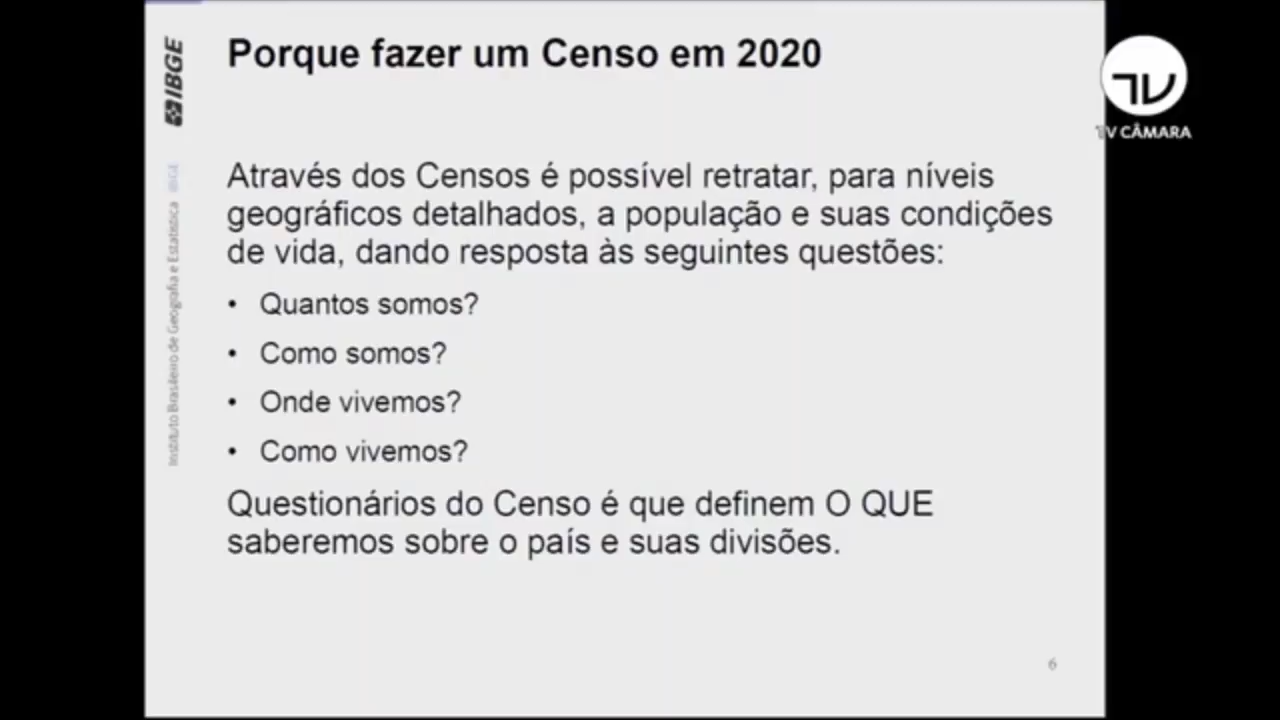 Porque fazer um Censo em 2020
IBGE
TV CÂMARA
Através dos Censos é possível retratar, para níveis
geográficos detalhados, a população e suas condições
de vida, dando resposta às seguintes questões:
• Quantos somos?
• Como somos?
• Onde vivemos?
• Como vivemos?
Questionários do Censo é que definem O QUE
saberemos sobre o país e suas divisões.
Instituto Brasileiro de Geografia e Estatística IBGE
6